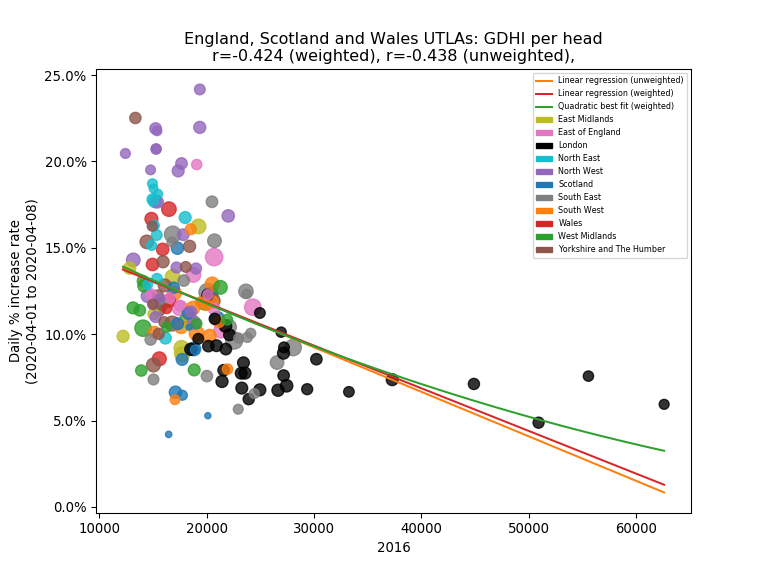 England, Scotland and Wales UTLAs: GDHI per head
r=-0.424 (weighted), r=-0.438 (unweighted),
25.0%
20.0%
15.0%
10.0%
5.0%
0.0%
Daily % increase rate
(2020-04-01 to 2020-04-08)
Linear regression (unweighted)
Linear regression (weighted)
Quadratic best fit (weighted)
East Midlands
East of England
London
North East
North West
Scotland
South East
South West
Wales
West Midlands
Yorkshire and The Humber
10000
20000
30000
40000
50000
60000
2016